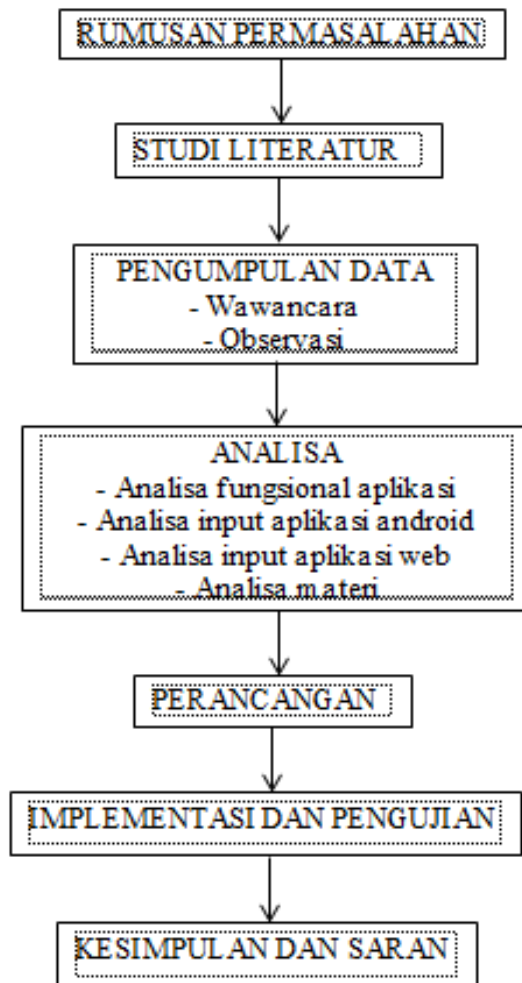 RUMUSAN PERMASALAHAN
STUDI LITERATUR
PENGUMPULAN DATA
- Wawancara
- Observasi
ANALISA
- Analisa fungsional aplikasi
- Analisa input aplikasi android
- Analisa input aplikasi web
- Analisa materi
PERANCANGAN
IMPLEMENTASI DAN PENGUJIAN
KESIMPULAN DAN SARAN